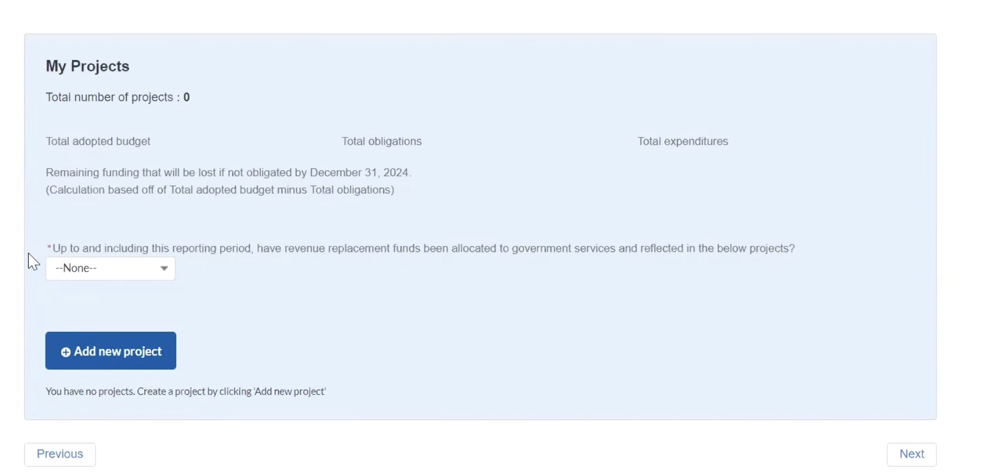 My Projects
Total number of projects : 0
Total adopted budget
Total obligations
Total expenditures
Remaining funding that will be lost if not obligated by December 31, 2024.
(Calculation based off of Total adopted budget minus Total obligations)
*Up to and including this reporting period, have revenue replacement funds been allocated to government services and reflected in the below projects?
--None--
Add new project
You have no projects. Create a project by clicking 'Add new project'
Previous
Next